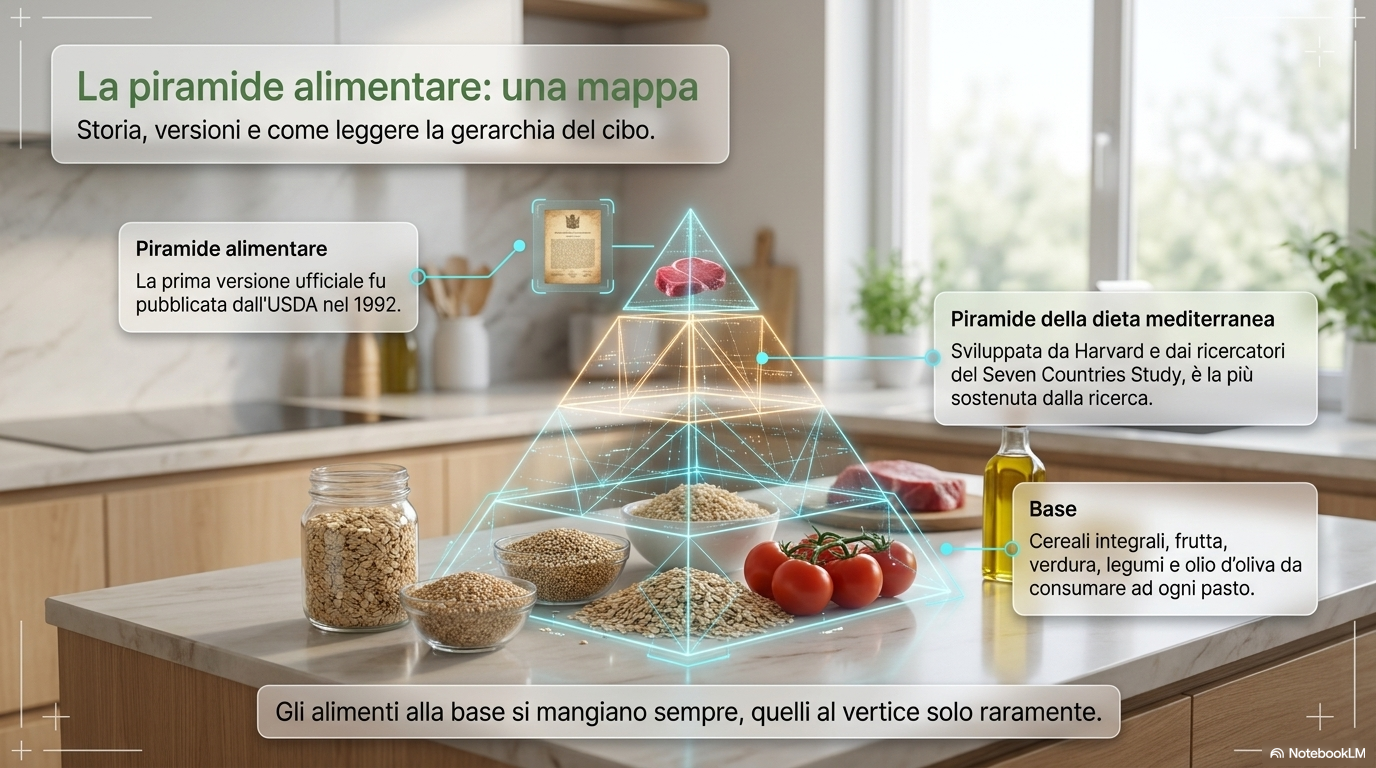 La piramide alimentare: una mappa
Storia, versioni e come leggere la gerarchia del cibo.
Piramide alimentare
La prima versione ufficiale fu
pubblicata dall'USDA nel 1992.
Piramide della dieta mediterranea
Sviluppata da Harvard e dai ricercatori
del Seven Countries Study, è la più
sostenuta dalla ricerca.
Base
Cereali integrali, frutta,
verdura, legumi e olio d'oliva da
consumare ad ogni pasto.
Gli alimenti alla base si mangiano sempre, quelli al vertice solo raramente.
NotebookLM